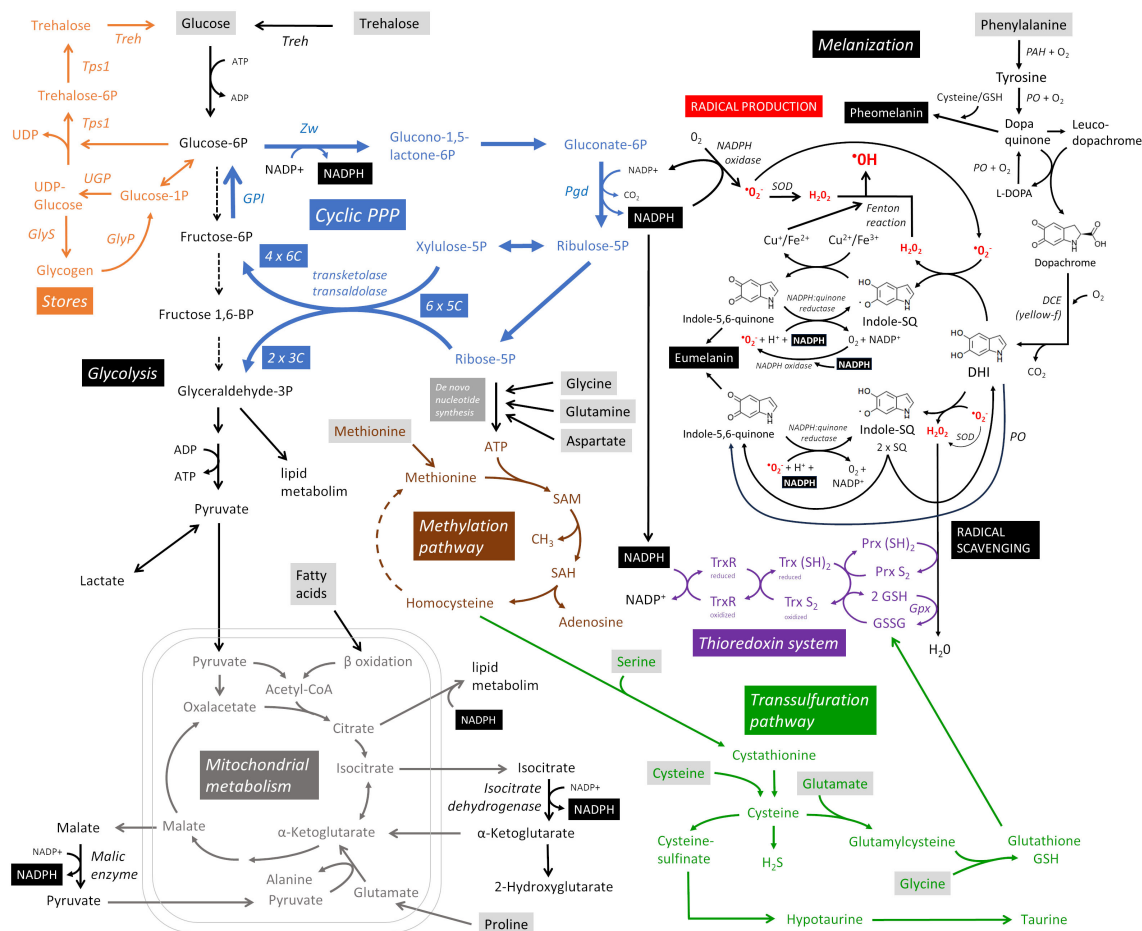 Trehalose
Treh
Glucose
Treh
Trehalose
Tps1
ATP
ADP
Trehalose-6P
Tps1
UDP
Glucose-6P
UGP
UDP-
Glucose
Glucose-1P
GlyS
GlyP
Glycogen
Stores
Zw
NADP+
NADPH
Glucono-1,5-
lactone-6P
Gluconate-6P
Pgd
NADP+
CO2
NADPH
GPI
Cyclic PPP
Fructose-6P
Xylulose-5P
Ribulose-5P
4 x 6C
transketolase
transaldolase
6 x 5C
2 x 3C
Ribose-5P
Fructose 1,6-BP
Glycolysis
Glyceraldehyde-3P
ADP
ATP
lipid
metabolim
Pyruvate
Lactate
De novo
nucleotide
synthesis
Glycine
Glutamine
Aspartate
Methionine
ATP
Methionine
SAM
CH3
Methylation
pathway
SAH
Homocysteine
Adenosine
Fatty
acids
Pyruvate
β oxidation
Acetyl-CoA
Oxalacetate
Citrate
lipid
metabolim
NADPH
Mitochondrial
metabolism
Isocitrate
Isocitrate
Isocitrate
dehydrogenase
NADP+
NADPH
α-Ketoglutarate
α-Ketoglutarate
2-Hydroxyglutarate
Malate
Malate
NADP+
NADPH
Malic
enzyme
Pyruvate
Alanine
Pyruvate
Glutamate
Proline
Melanization
Phenylalanine
PAH + O2
Tyrosine
Cysteine/GSH
PO + O2
Pheomelanin
Dopa
quinone
Leuco-
dopachrome
PO + O2
L-DOPA
Dopachrome
DCE
(yellow-f)
O2
CO2
OH
O
O
N
H
RADICAL PRODUCTION
O2
NADPH
oxidase
•O2-
SOD
H2O2
•OH
Fenton
reaction
Cu+/Fe2+
Cu2+/Fe3+
H2O2
•O2-
O
O
N
H
Indole-5,6-quinone
NADPH:quinone
reductase
HO
O
N
H
Indole-SQ
•O2- + H+ + NADPH
O2 + NADP+
NADPH oxidase
NADPH
Eumelanin
HO
HO
N
H
DHI
O
O
N
H
Indole-5,6-quinone
NADPH:quinone
reductase
HO
O
N
H
Indole-SQ
2 x SQ
•O2- + H+ +
NADPH
O2 +
NADP+
H2O2
•O2-
SOD
PO
RADICAL
SCAVENGING
NADPH
NADP+
TrxR
reduced
TrxR
oxidized
Trx (SH)2
reduced
Trx S2
oxidized
Prx (SH)2
Prx S2
2 GSH
Gpx
GSSG
H20
Thioredoxin system
Serine
Transsulfuration
pathway
Cystathionine
Cysteine
Glutamate
Cysteine
Cysteine-
sulfinate
H2S
Glutamylcysteine
Glutathione
GSH
Glycine
Hypotaurine
Taurine